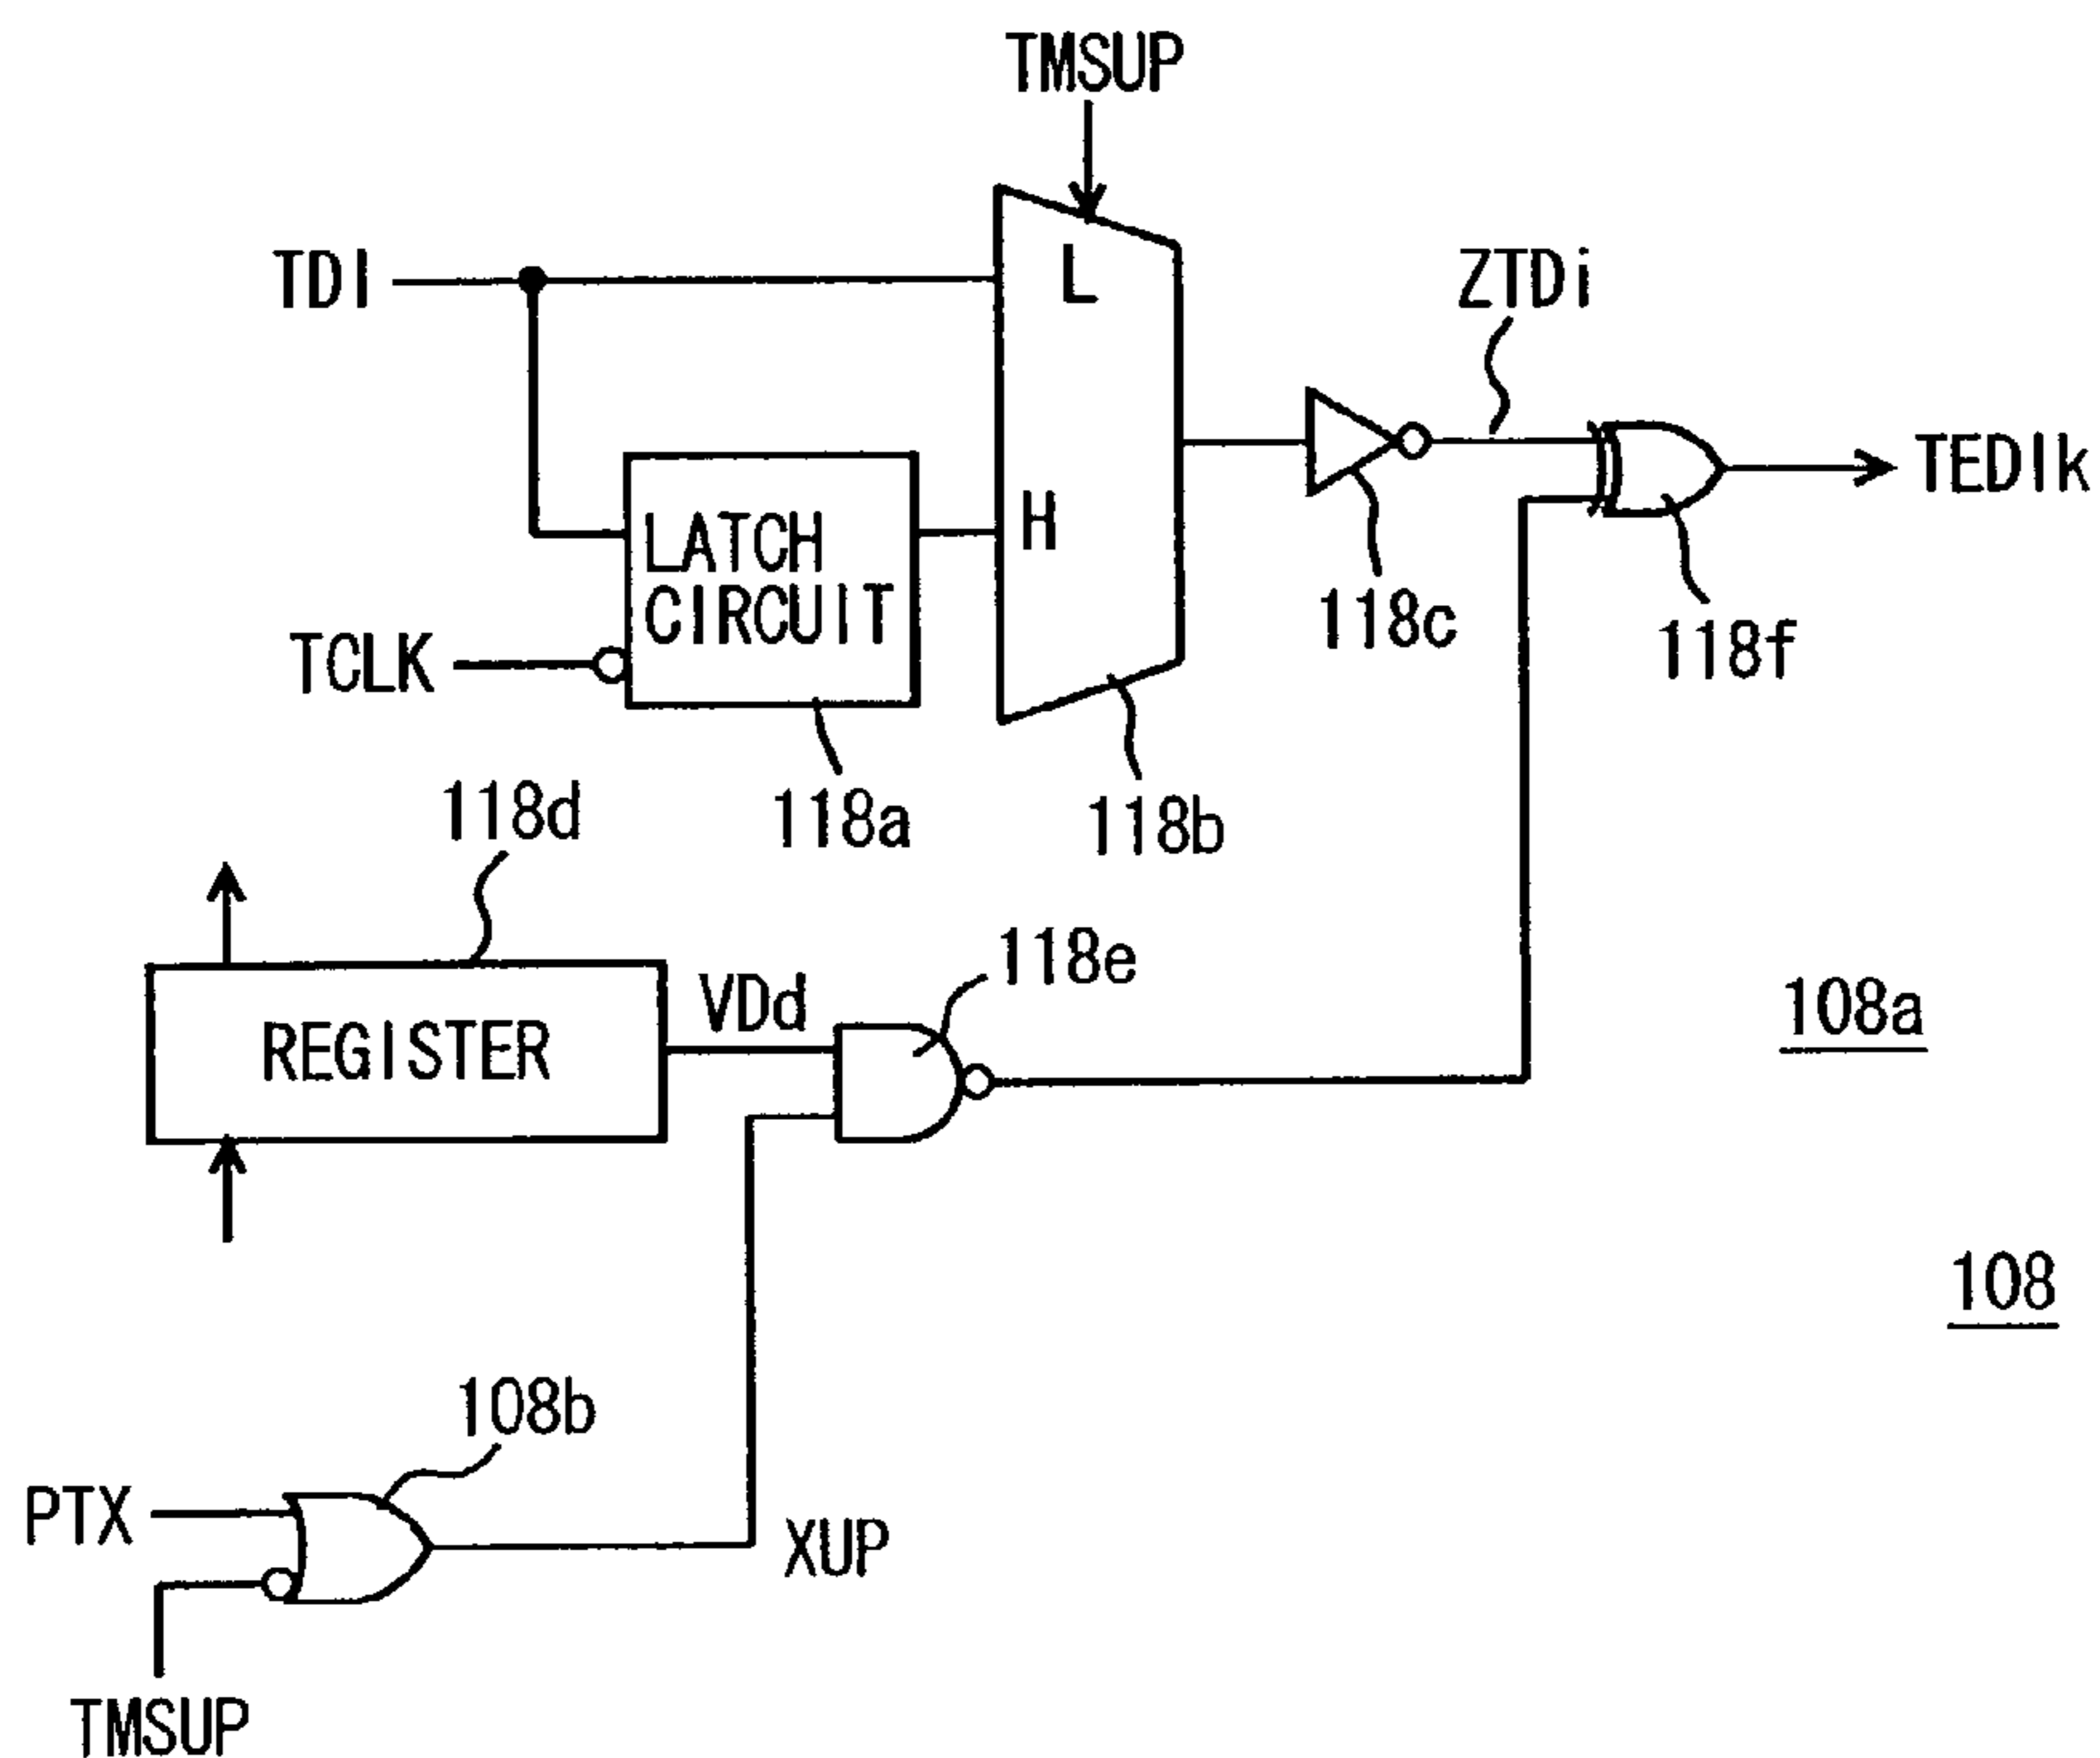 TMSUP
TDI
L
ZTDi
TEDIk
LATCH
CIRCUIT
H
118c
118f
TCLK
118d
118a
118b
118e
VDd
REGISTER
108a
108
108b
PTX
XUP
TMSUP